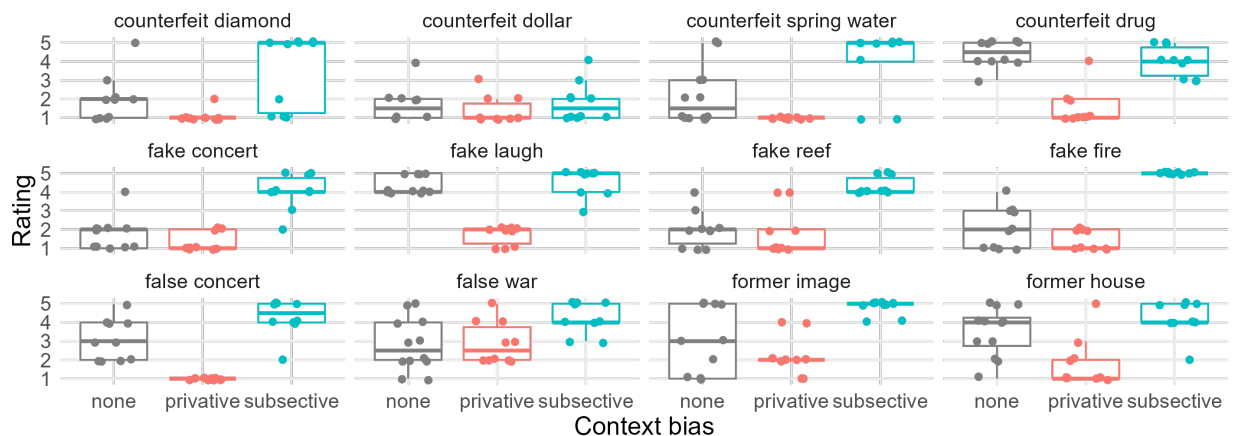 counterfeit diamond counterfeit dollar counterfeit spring water counterfeit drug
5
4
3
2
1
fake concert fake laugh fake reef fake fire
5
4
3
2
1
Rating
false concert false war former image former house
5
4
3
2
1
none privative subsective none privative subsective none privative subsective none privative subsective
Context bias